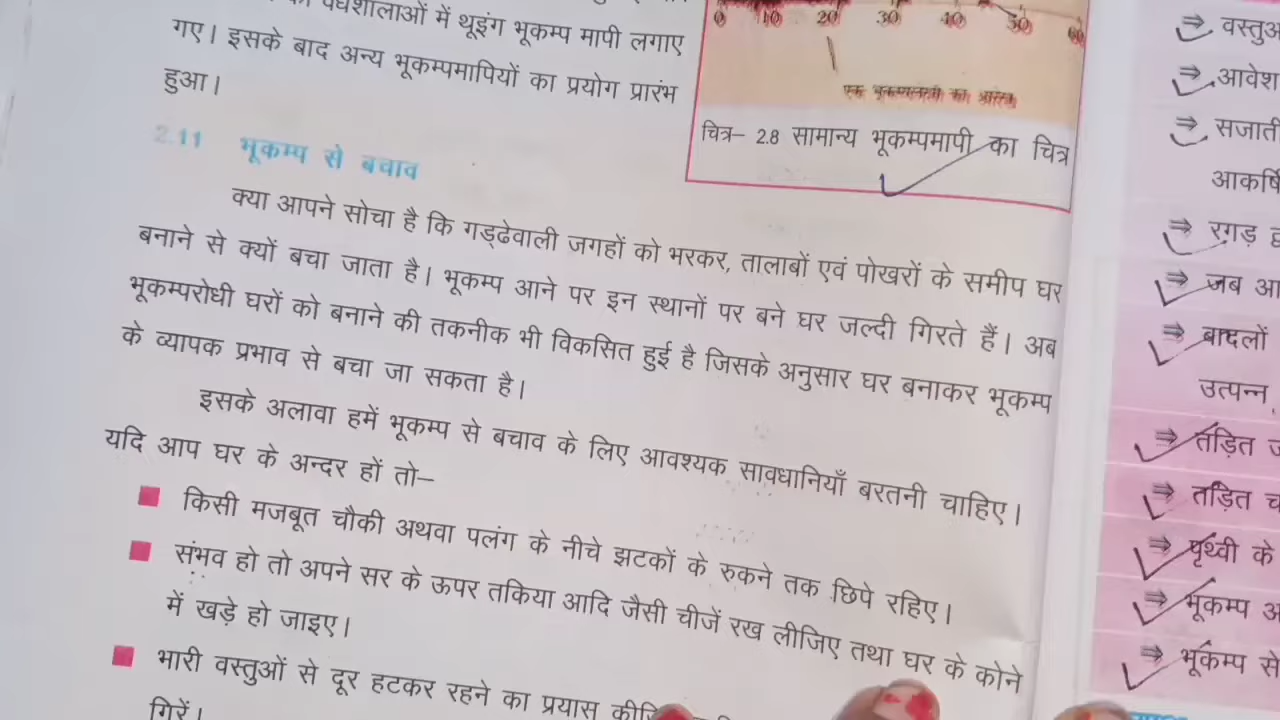 में थूइंग भूकम्प मापी लगाए
गए। इसके बाद अन्य भूकम्पमापियों का प्रयोग प्रारंभ
हुआ।
0 10 20 30 40 50 60
चित्र– 2.8 सामान्य भूकम्पमापी का चित्र
2.11 भूकम्प से बचाव
क्या आपने सोचा है कि गड्ढेवाली जगहों को भरकर, तालाबों एवं पोखरों के समीप घर
बनाने से क्यों बचा जाता है। भूकम्प आने पर इन स्थानों पर बने घर जल्दी गिरते हैं। अब
भूकम्परोधी घरों को बनाने की तकनीक भी विकसित हुई है जिसके अनुसार घर बनाकर भूकम्प
के व्यापक प्रभाव से बचा जा सकता है।
इसके अलावा हमें भूकम्प से बचाव के लिए आवश्यक सावधानियाँ बरतनी चाहिए।
यदि आप घर के अन्दर हों तो–
किसी मजबूत चौकी अथवा पलंग के नीचे झटकों के रुकने तक छिपे रहिए।
संभव हो तो अपने सर के ऊपर तकिया आदि जैसी चीजें रख लीजिए तथा घर के कोने
में खड़े हो जाइए।
भारी वस्तुओं से दूर हटकर रहने का प्रयास
गिरें।
⇒
⇒ आवेश
⇒
⇒ रगड़
⇒ जब
⇒ बादलों
उत्पन्न
⇒ तड़ित
⇒ तड़ित
⇒ पृथ्वी के
⇒ भूकम्प
⇒ भूकम्प से